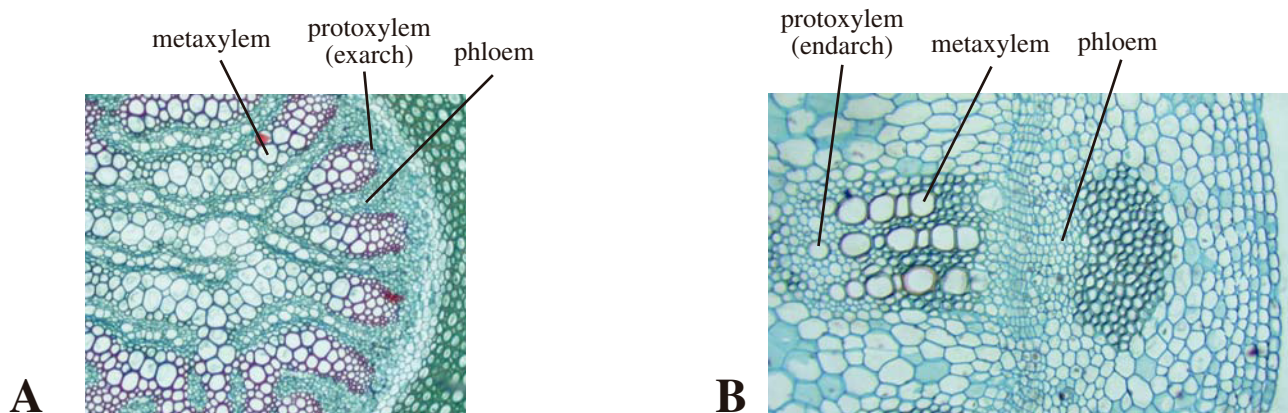 metaxylem
protoxylem
(exarch)
phloem
A
protoxylem
(endarch)
metaxylem
phloem
B